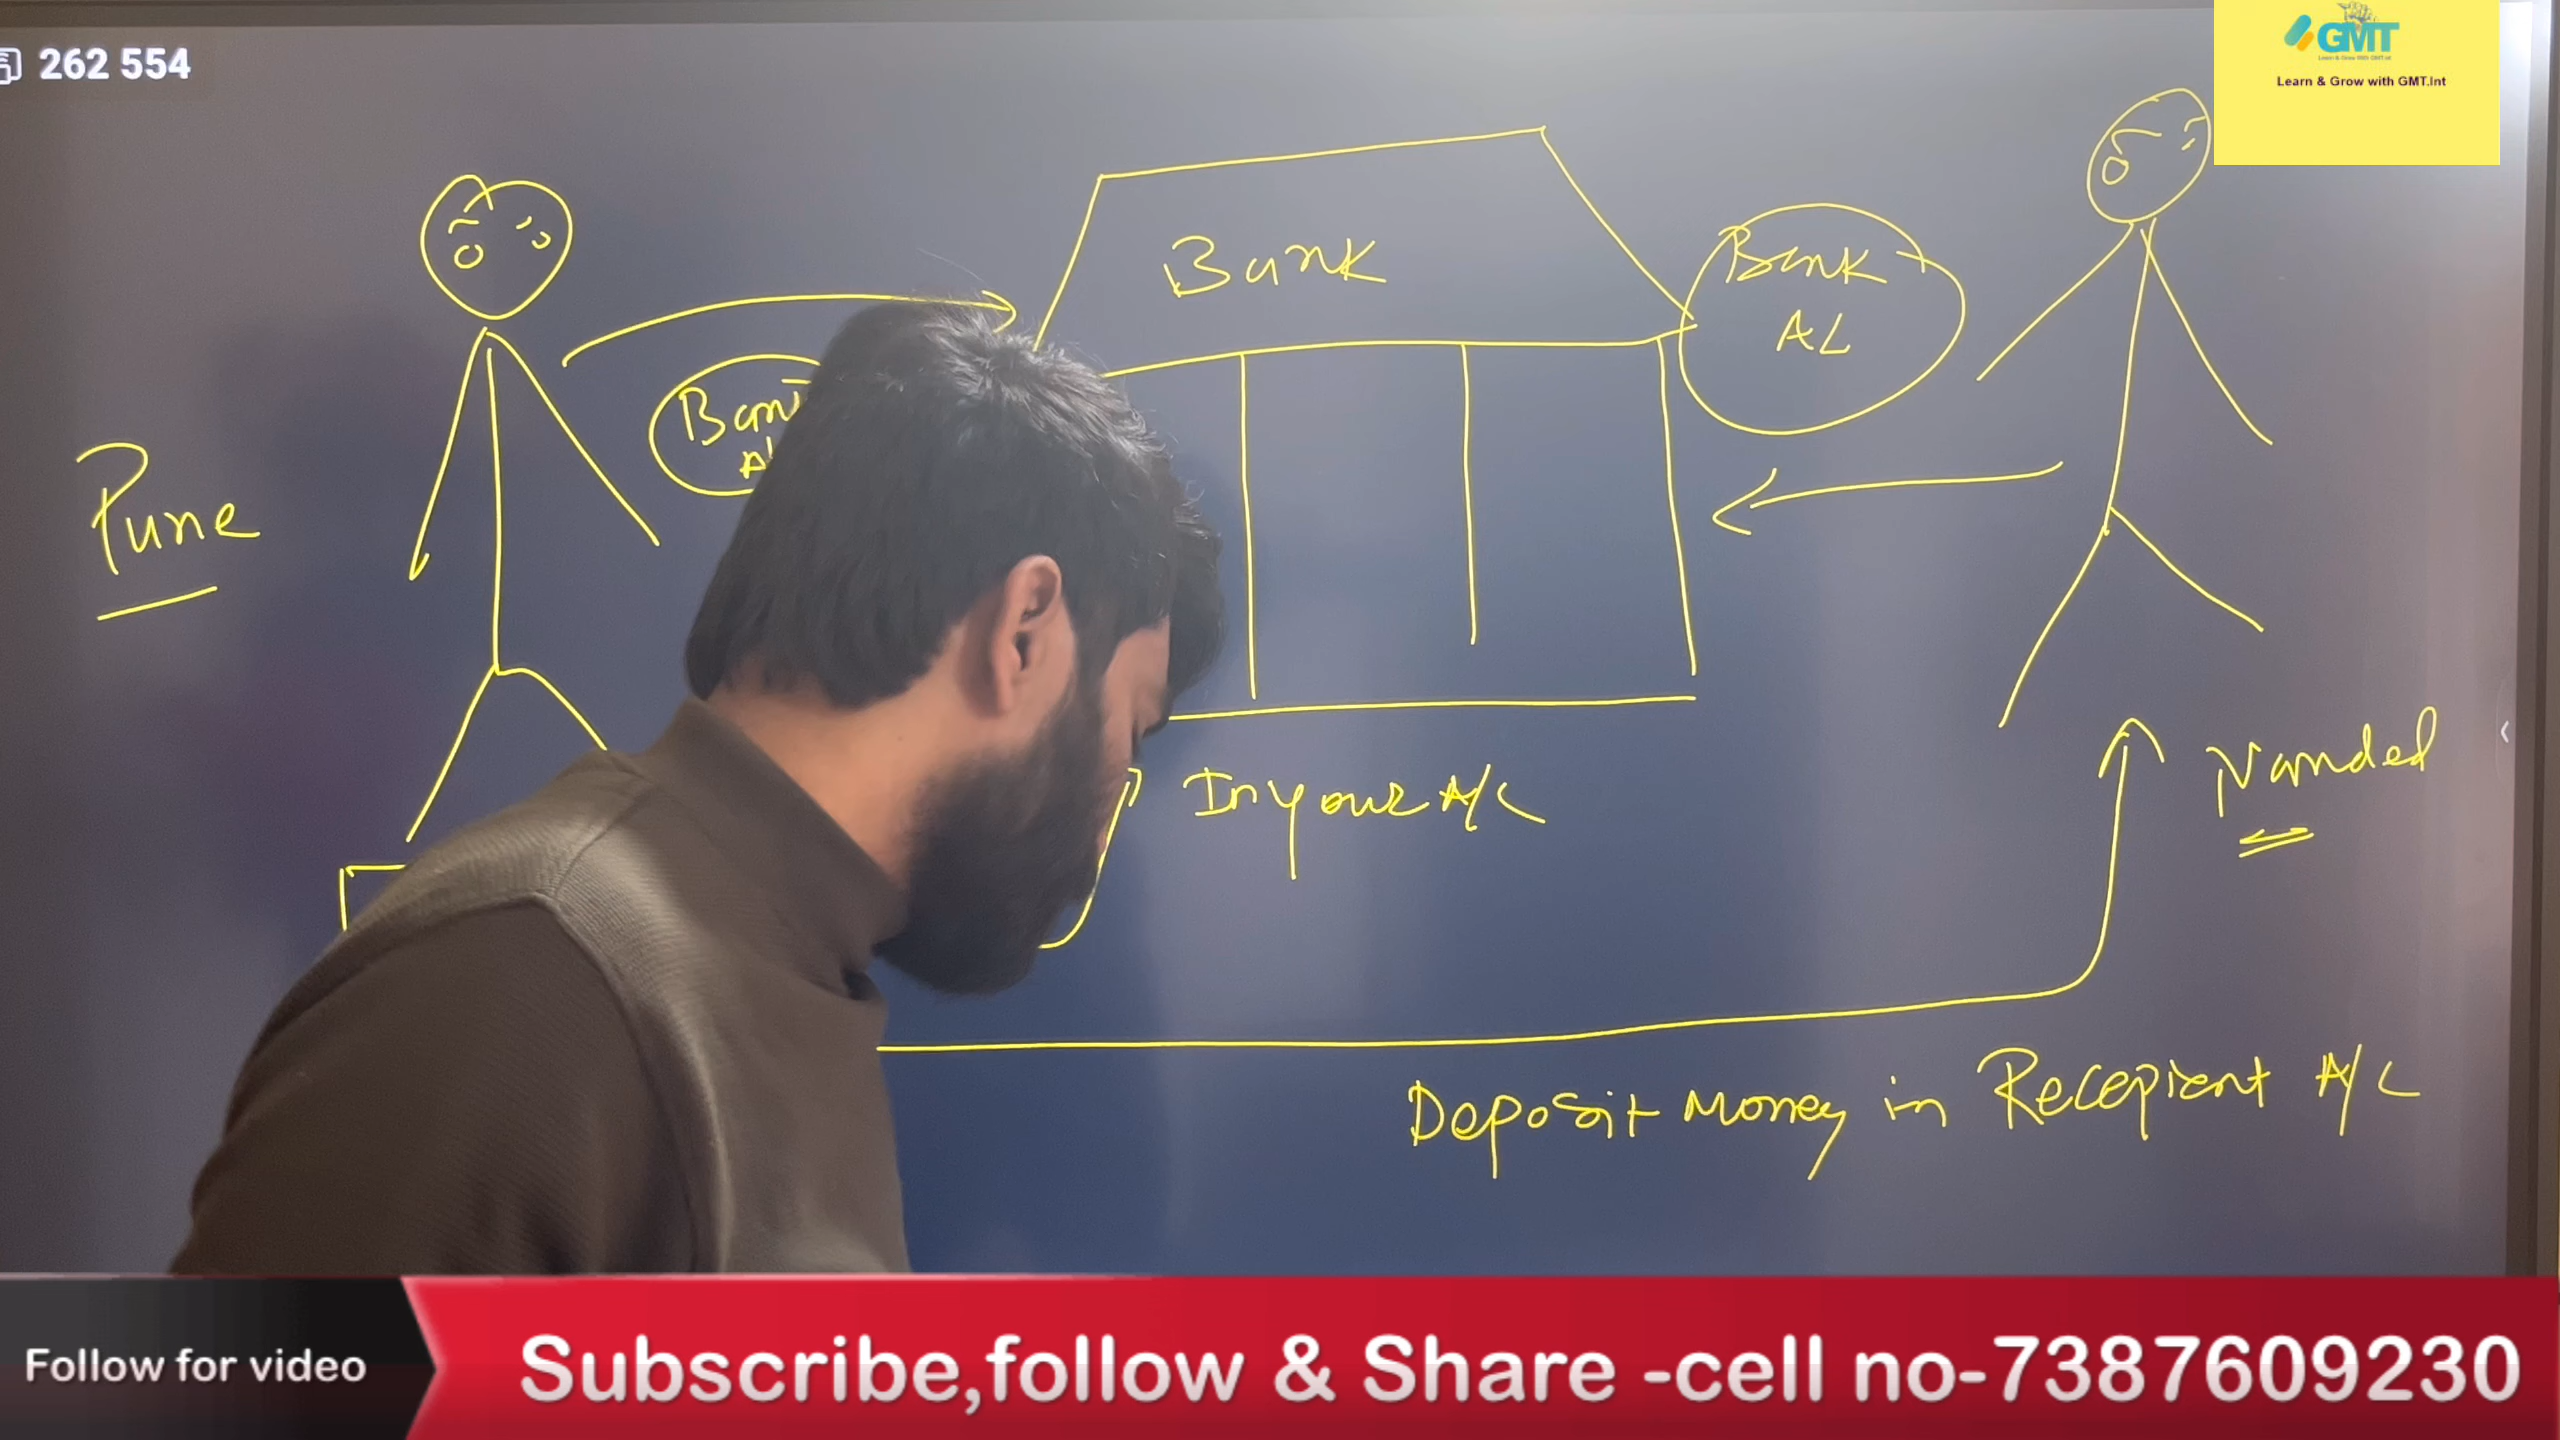 262 554
GMT
Learn & Grow with GMT.Int
Bank
Bank
AL
Pune
In your A/C
Nanded
Deposit Money in Recepient A/C
Follow for video
Subscribe,follow & Share -cell no-7387609230